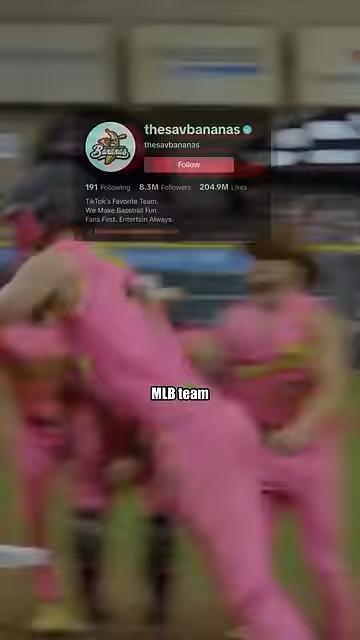 Bananas
thesavbananas
thesavbananas
Follow
191 Following 8.3M Followers 204.9M Likes
TikTok's Favorite Team.
We Make Baseball Fun
Fans First. Entertain Always.
MLB team